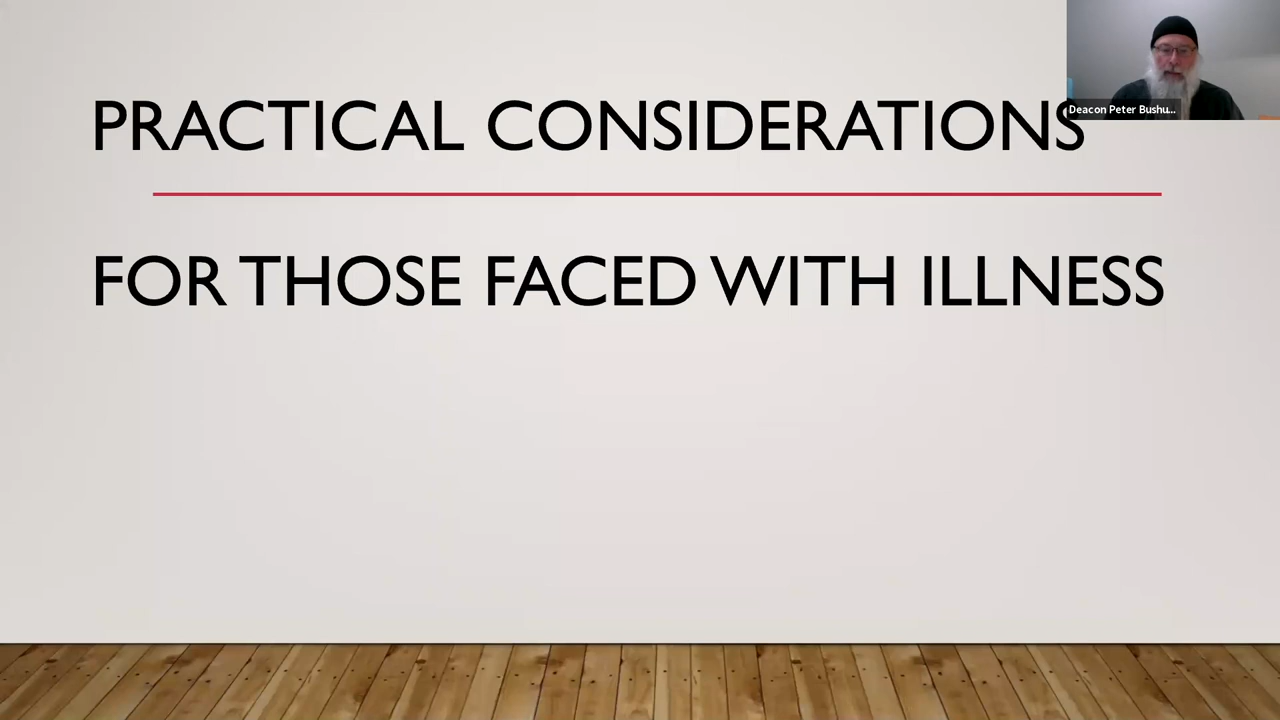 PRACTICAL CONSIDERATIONS
Deacon Peter Bushu...
FOR THOSE FACED WITH ILLNESS